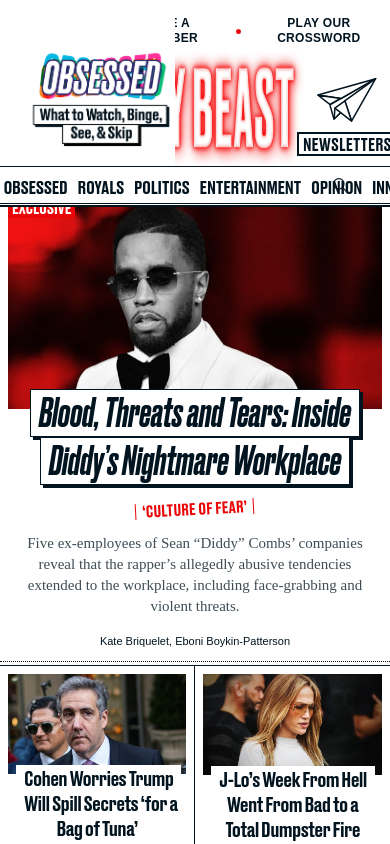 PLAY OUR
CROSSWORD
OBSESSED
What to Watch, Binge,
See, & Skip
Y BEAST
NEWSLETTERS
OBSESSED ROYALS POLITICS ENTERTAINMENT OPINION INN
EXCLUSIVE
Blood, Threats and Tears: Inside
Diddy’s Nightmare Workplace
‘CULTURE OF FEAR’
Five ex-employees of Sean “Diddy” Combs’ companies
reveal that the rapper’s allegedly abusive tendencies
extended to the workplace, including face-grabbing and
violent threats.
Kate Briquelet, Eboni Boykin-Patterson
Cohen Worries Trump
Will Spill Secrets ‘for a
Bag of Tuna’
J-Lo’s Week From Hell
Went From Bad to a
Total Dumpster Fire